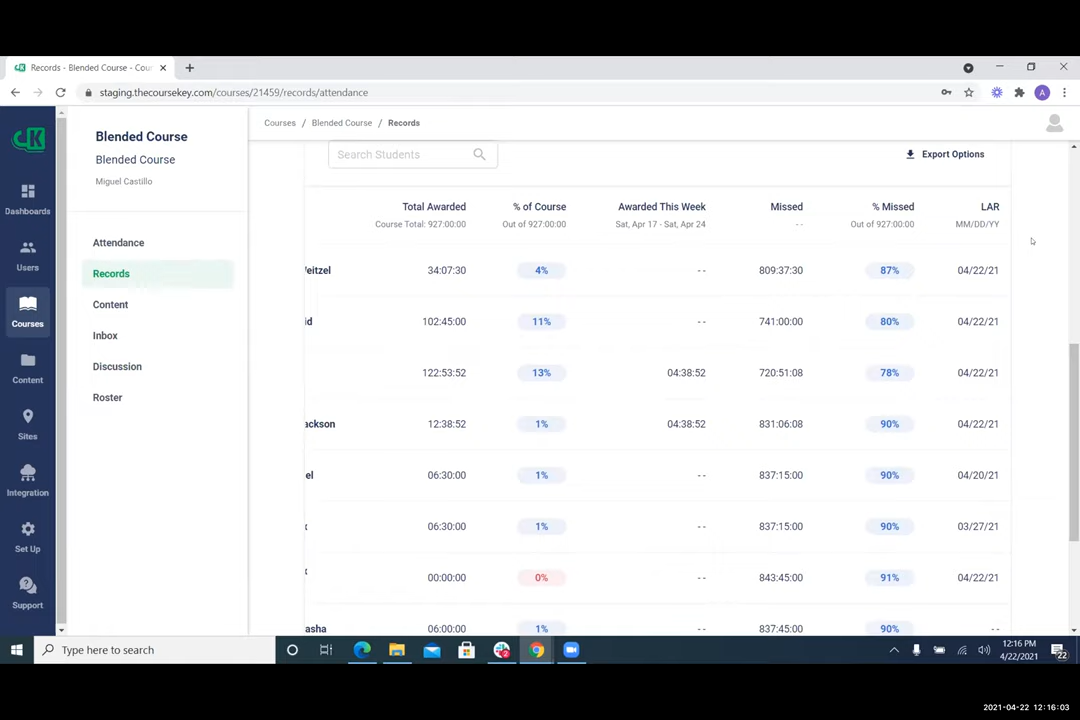 Records - Blended Course - Cou
staging.thecoursekey.com/courses/21459/records/attendance
A
CK
Dashboards
Users
Courses
Content
Sites
Integration
Set Up
Support
Blended Course
Blended Course
Miguel Castillo
Attendance
Records
Content
Inbox
Discussion
Roster
Courses / Blended Course / Records
Search Students
Export Options
Total Awarded % of Course Awarded This Week Missed % Missed LAR
Course Total: 927:00:00 Out of 927:00:00 Sat, Apr 17 - Sat, Apr 24 - - Out of 927:00:00 MM/DD/YY
eitzel 34:07:30 4% - - 809:37:30 87% 04/22/21
id 102:45:00 11% - - 741:00:00 80% 04/22/21
122:53:52 13% 04:38:52 720:51:08 78% 04/22/21
ackson 12:38:52 1% 04:38:52 831:06:08 90% 04/22/21
el 06:30:00 1% - - 837:15:00 90% 04/20/21
x 06:30:00 1% - - 837:15:00 90% 03/27/21
x 00:00:00 0% - - 843:45:00 91% 04/22/21
asha 06:00:00 1% - - 837:45:00 90% - -
Type here to search
12:16 PM
4/22/2021
22
2021-04-22 12:16:03